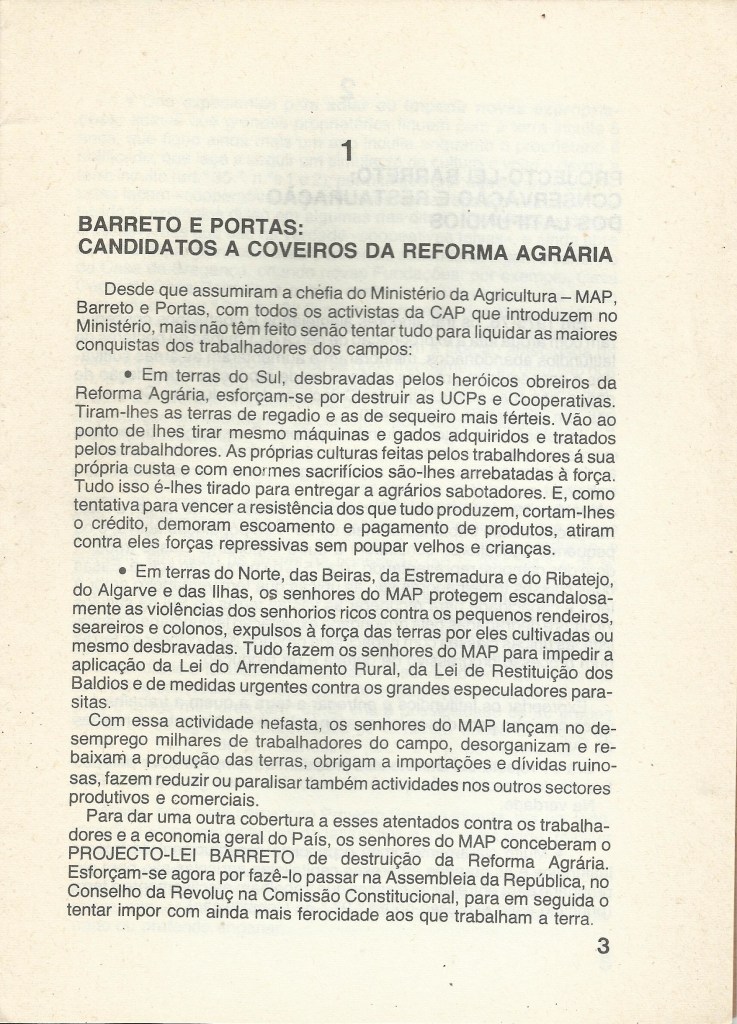 1
BARRETO E PORTAS:
CANDIDATOS A COVEIROS DA REFORMA AGRÁRIA
Desde que assumiram a chefia do Ministério da Agricultura – MAP,
Barreto e Portas, com todos os activistas da CAP que introduzem no
Ministério, mais não têm feito senão tentar tudo para liquidar as maiores
conquistas dos trabalhadores dos campos:
• Em terras do Sul, desbravadas pelos heróicos obreiros da
Reforma Agrária, esforçam-se por destruir as UCPs e Cooperativas.
Tiram-lhes as terras de regadio e as de sequeiro mais férteis. Vão ao
ponto de lhes tirar mesmo máquinas e gados adquiridos e tratados
pelos trabalhdores. As próprias culturas feitas pelos trabalhdores á sua
própria custa e com enormes sacrifícios são-lhes arrebatadas à força.
Tudo isso é-lhes tirado para entregar a agrários sabotadores. E, como
tentativa para vencer a resistência dos que tudo produzem, cortam-lhes
o crédito, demoram escoamento e pagamento de produtos, atiram
contra eles forças repressivas sem poupar velhos e crianças.
• Em terras do Norte, das Beiras, da Estremadura e do Ribatejo,
do Algarve e das Ilhas, os senhores do MAP protegem escandalosa-
mente as violências dos senhorios ricos contra os pequenos rendeiros,
seareiros e colonos, expulsos à força das terras por eles cultivadas ou
mesmo desbravadas. Tudo fazem os senhores do MAP para impedir a
aplicação da Lei do Arrendamento Rural, da Lei de Restituição dos
Baldios e de medidas urgentes contra os grandes especuladores para-
sitas.
Com essa actividade nefasta, os senhores do MAP lançam no de-
semprego milhares de trabalhadores do campo, desorganizam e re-
baixam a produção das terras, obrigam a importações e dívidas ruino-
sas, fazem reduzir ou paralisar também actividades nos outros sectores
produtivos e comerciais.
Para dar uma outra cobertura a esses atentados contra os trabalha-
dores e a economia geral do País, os senhores do MAP conceberam o
PROJECTO-LEI BARRETO de destruição da Reforma Agrária.
Esforçam-se agora por fazê-lo passar na Assembleia da República, no
Conselho da Revoluç na Comissão Constitucional, para em seguida o
tentar impor com ainda mais ferocidade aos que trabalham a terra.
3